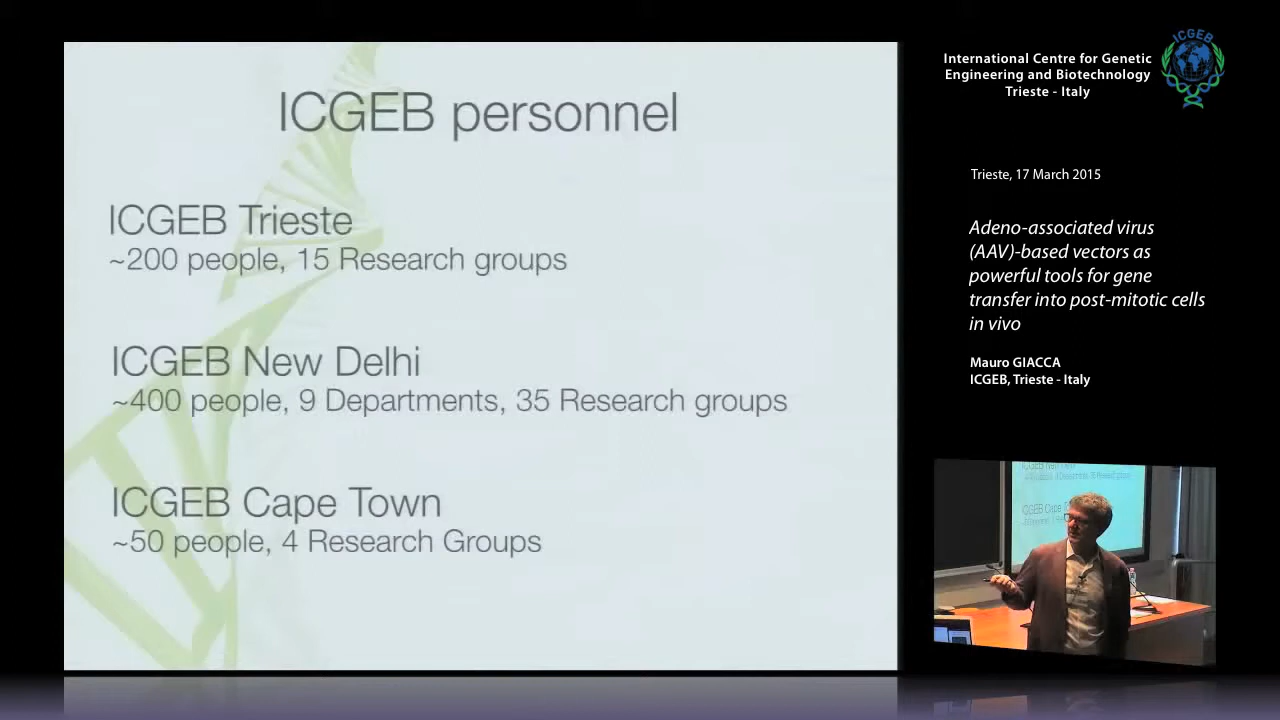 ICGEB personnel
ICGEB Trieste
~200 people, 15 Research groups
ICGEB New Delhi
~400 people, 9 Departments, 35 Research groups
ICGEB Cape Town
~50 people, 4 Research Groups
International Centre for Genetic
Engineering and Biotechnology
Trieste - Italy
ICGEB
Trieste, 17 March 2015
Adeno-associated virus
(AAV)-based vectors as
powerful tools for gene
transfer into post-mitotic cells
in vivo
Mauro GIACCA
ICGEB, Trieste - Italy